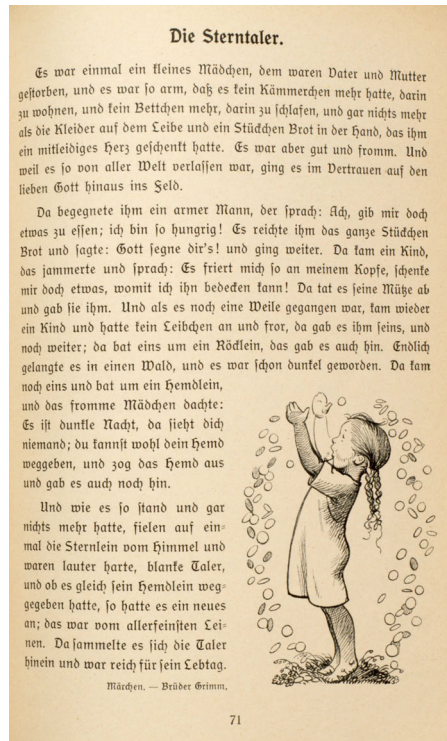 Die Sterntaler.
Es war einmal ein kleines Mädchen, dem waren Vater und Mutter
gestorben, und es war so arm, daß es kein Kämmerchen mehr hatte, darin
zu wohnen, und kein Bettchen mehr, darin zu schlafen, und gar nichts mehr
als die Kleider auf dem Leibe und ein Stückchen Brot in der Hand, das ihm
ein mitleidiges Herz geschenkt hatte. Es war aber gut und fromm. Und
weil es so von aller Welt verlassen war, ging es im Vertrauen auf den
lieben Gott hinaus ins Feld.
Da begegnete ihm ein armer Mann, der sprach: Ach, gib mir doch
etwas zu essen; ich bin so hungrig! Es reichte ihm das ganze Stückchen
Brot und sagte: Gott segne dir's! und ging weiter. Da kam ein Kind,
das jammerte und sprach: Es friert mich so an meinem Kopfe, schenke
mir doch etwas, womit ich ihn bedecken kann! Da tat es seine Mütze ab
und gab sie ihm. Und als es noch eine Weile gegangen war, kam wieder
ein Kind und hatte kein Leibchen an und fror, da gab es ihm seins, und
noch weiter; da bat eins um ein Röcklein, das gab es auch hin. Endlich
gelangte es in einen Wald, und es war schon dunkel geworden. Da kam
noch eins und bat um ein Hemdlein,
und das fromme Mädchen dachte:
Es ist dunkle Nacht, da sieht dich
niemand; du kannst wohl dein Hemd
weggeben, und zog das Hemd aus
und gab es auch noch hin.
Und wie es so stand und gar
nichts mehr hatte, fielen auf ein-
mal die Sternlein vom Himmel und
waren lauter harte, blanke Taler,
und ob es gleich sein Hemdlein weg-
gegeben hatte, so hatte es ein neues
an; das war vom allerfeinsten Lei-
nen. Da sammelte es sich die Taler
hinein und war reich für sein Lebtag.
Märchen. — Brüder Grimm.
71